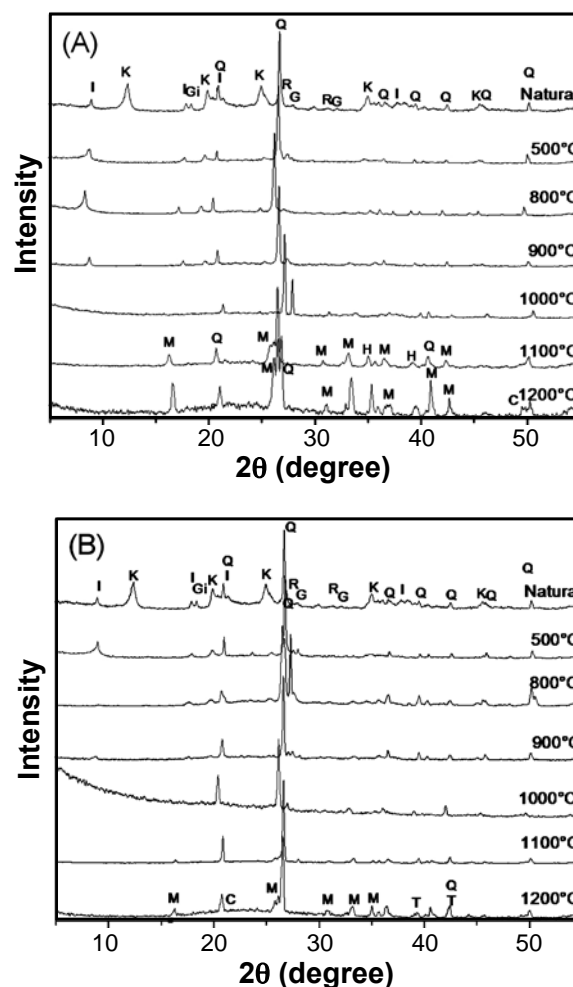 (A)
Q
I
K
I
Gi
K
Q
I
K
R
G
R
G
K
Q
I
Q
Q
K
Q
Q
Natura
500°C
800°C
900°C
1000°C
M
Q
M
M
M
H
M
H
Q
M
1100°C
M
Q
M
M
M
C
1200°C
Intensity
10
20
30
40
50
2θ (degree)
(B)
Q
I
K
I
Gi
K
Q
I
K
R
G
Q
R
G
K
Q
I
Q
Q
K
Q
Q
Natura
500°C
800°C
900°C
1000°C
1100°C
M
C
M
M
M
M
T
Q
T
1200°C
Intensity
10
20
30
40
50
2θ (degree)